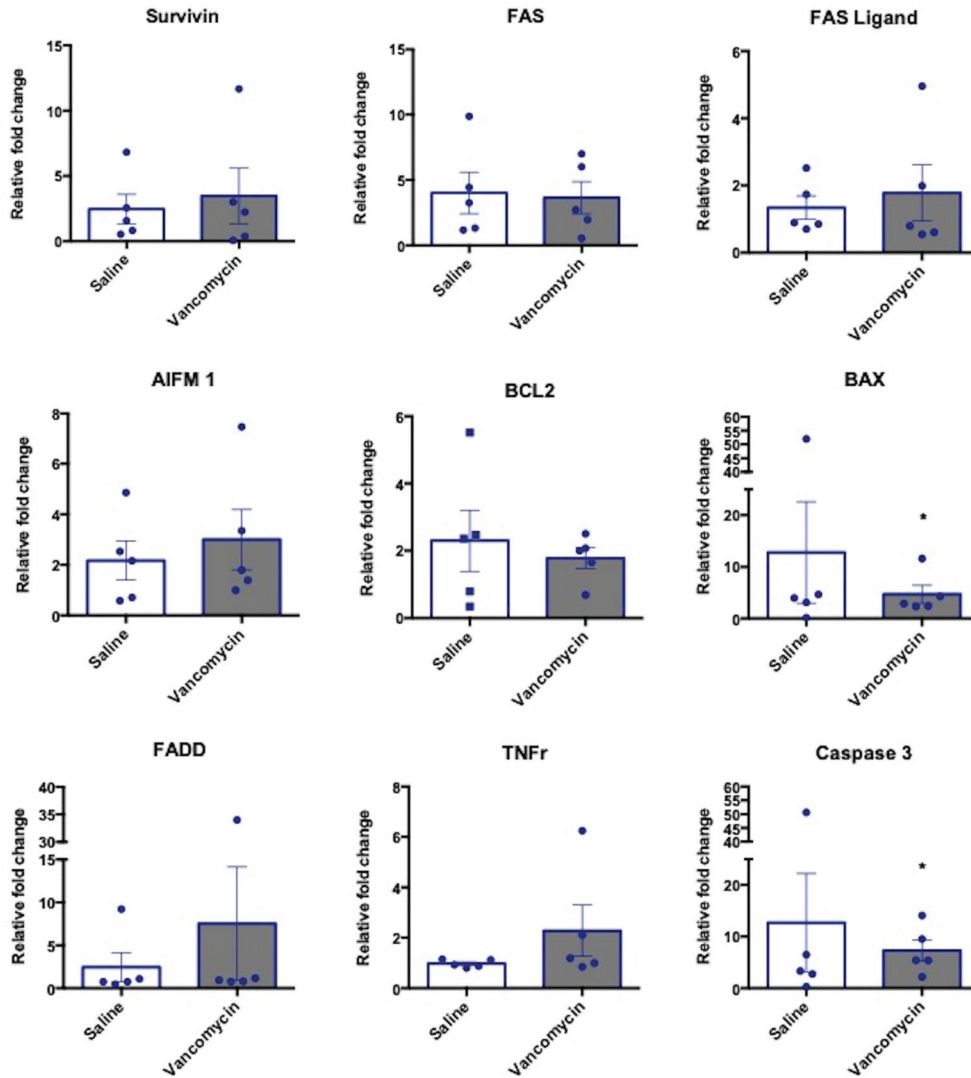 Survivin
Relative fold change
15
10
5
0
Saline
Vancomycin
FAS
Relative fold change
15
10
5
0
Saline
Vancomycin
FAS Ligand
Relative fold change
6
4
2
0
Saline
Vancomycin
AIFM 1
Relative fold change
8
6
4
2
0
Saline
Vancomycin
BCL2
Relative fold change
6
4
2
0
Saline
Vancomycin
BAX
Relative fold change
60
55
50
45
40
20
10
0
*
Saline
Vancomycin
FADD
Relative fold change
40
35
30
15
10
5
0
Saline
Vancomycin
TNFr
Relative fold change
8
6
4
2
0
Saline
Vancomycin
Caspase 3
Relative fold change
60
55
50
45
40
20
10
0
*
Saline
Vancomycin